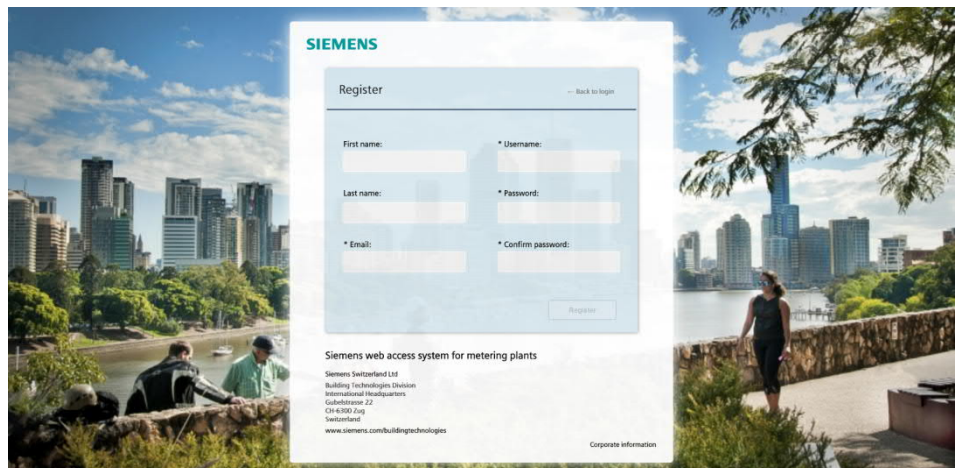 SIEMENS
Register
← Back to login
First name:
* Username:
Last name:
* Password:
* Email:
* Confirm password:
Register
Siemens web access system for metering plants
Siemens Switzerland Ltd
Building Technologies Division
International Headquarters
Gubelstrasse 22
CH-6300 Zug
Switzerland
www.siemens.com/buildingtechnologies
Corporate information